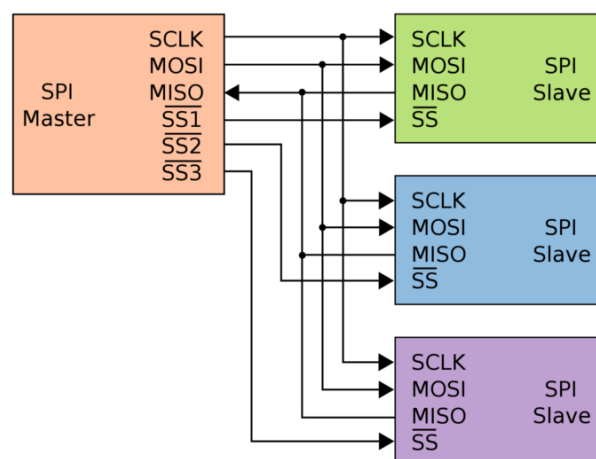 SPI
Master
SCLK
MOSI
MISO
SS1
SS2
SS3
SCLK
MOSI
MISO
SS
SPI
Slave
SCLK
MOSI
MISO
SS
SPI
Slave
SCLK
MOSI
MISO
SS
SPI
Slave